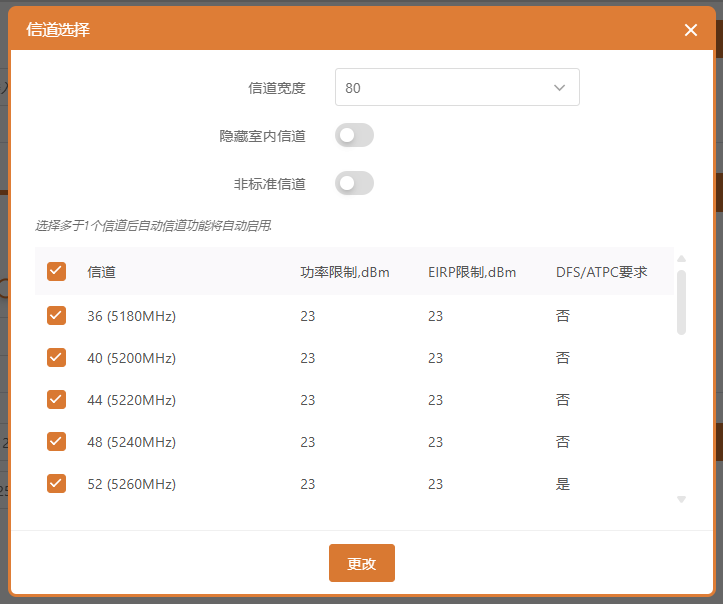 信道选择
信道宽度 80
隐藏室内信道
非标准信道
选择多于1个信道后自动信道功能将自动启用.
信道 功率限制,dBm EIRP限制,dBm DFS/ATPC要求
36 (5180MHz) 23 23 否
40 (5200MHz) 23 23 否
44 (5220MHz) 23 23 否
48 (5240MHz) 23 23 否
52 (5260MHz) 23 23 是
更改